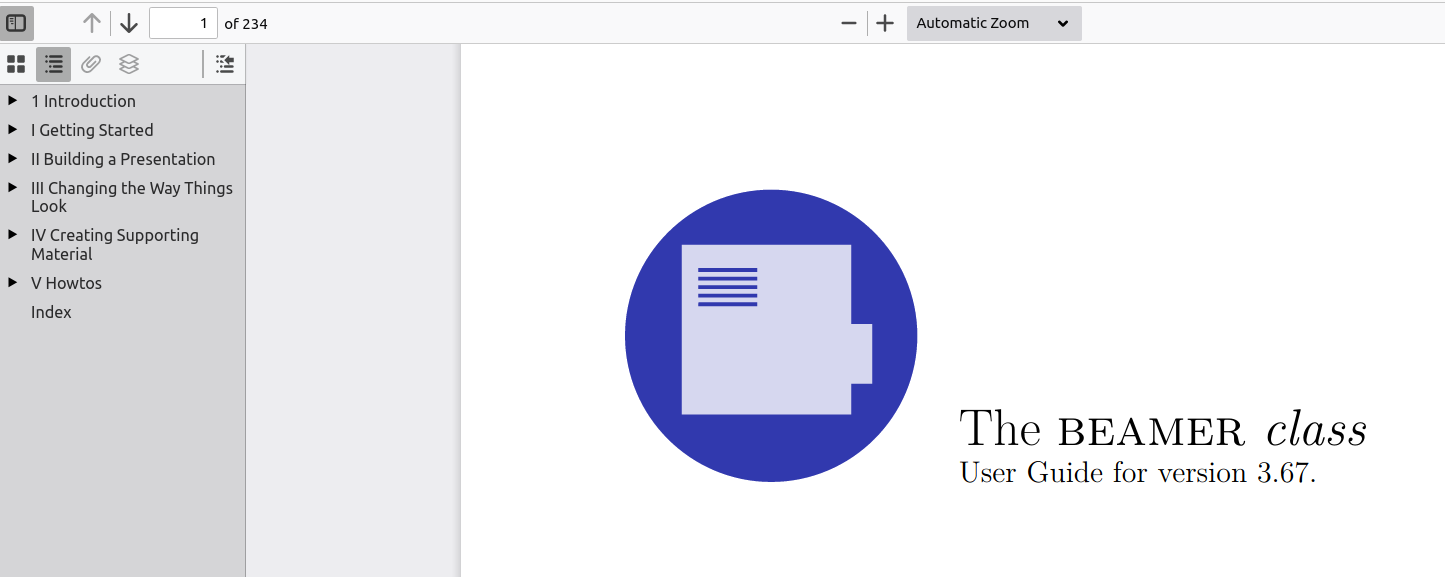 1 of 234 Automatic Zoom
1 Introduction
I Getting Started
II Building a Presentation
III Changing the Way Things
Look
IV Creating Supporting
Material
V Howtos
Index
The BEAMER class
User Guide for version 3.67.